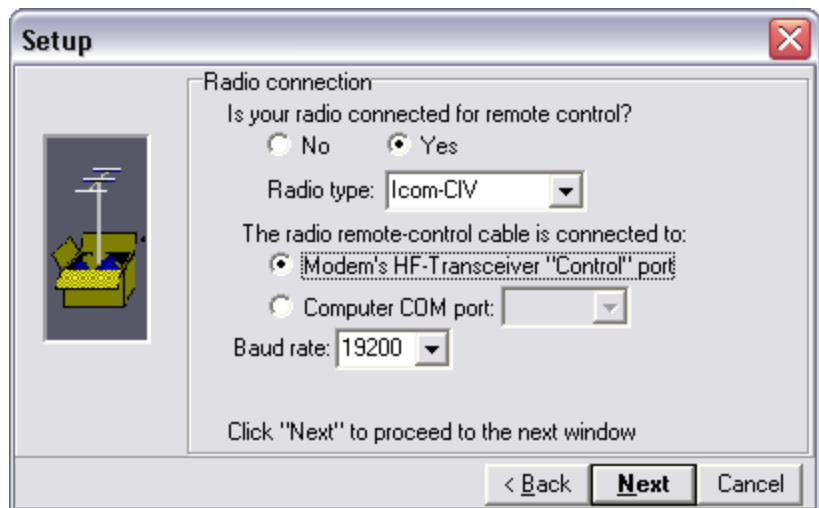 Setup
Radio connection
Is your radio connected for remote control?
No Yes
Radio type: Icom-CIV
The radio remote-control cable is connected to:
Modem's HF-Transceiver "Control" port
Computer COM port:
Baud rate: 19200
Click "Next" to proceed to the next window
< Back Next Cancel